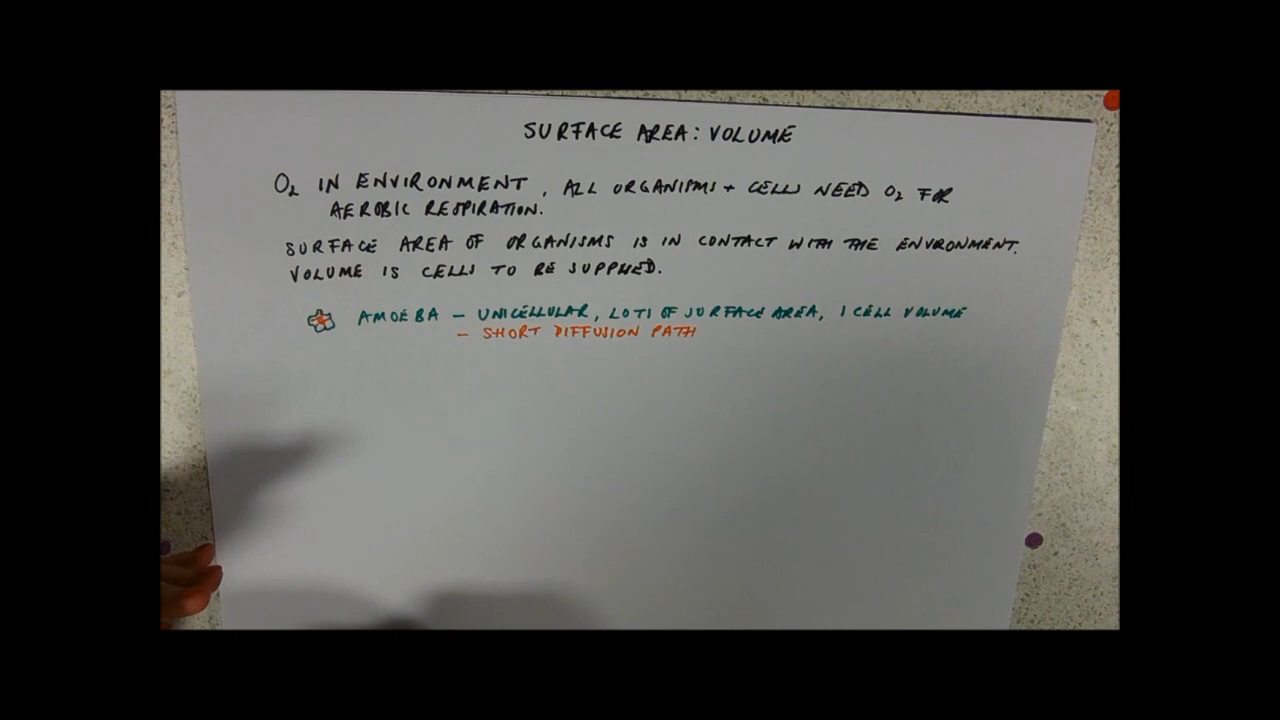 SURFACE AREA: VOLUME
O₂ IN ENVIRONMENT, ALL ORGANISMS + CELLS NEED O₂ FOR
AEROBIC RESPIRATION.
SURFACE AREA OF ORGANISMS IS IN CONTACT WITH THE ENVIRONMENT.
VOLUME IS CELLS TO BE SUPPLIED.
AMOEBA – UNICELLULAR, LOTS OF SURFACE AREA, 1 CELL VOLUME
– SHORT DIFFUSION PATH